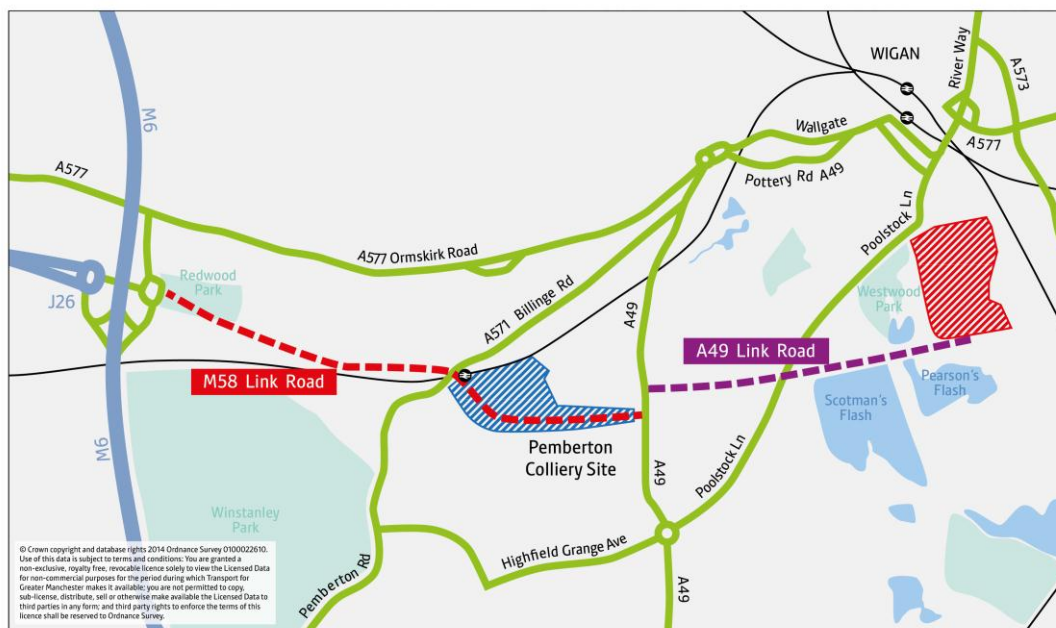 WIGAN
River Way
A573
M6
Wallgate
A577
A577
Pottery Rd A49
Poolstock Ln
A577 Ormskirk Road
Redwood
Park
J26
A571 Billinge Rd
A49
Westwood
Park
A49 Link Road
M58 Link Road
Pearson's
Flash
Scotman's
Flash
M6
Pemberton
Colliery Site
A49
Poolstock Ln
Winstanley
Park
Highfield Grange Ave
Pemberton Rd
A49
© Crown copyright and database rights 2014 Ordnance Survey 0100022610.
Use of this data is subject to terms and conditions: You are granted a
non-exclusive, royalty free, revocable licence solely to view the Licensed Data
for non-commercial purposes for the period during which Transport for
Greater Manchester makes it available; you are not permitted to copy,
sub-license, distribute, sell or otherwise make available the Licensed Data to
third parties in any form; and third party rights to enforce the terms of this
licence shall be reserved to Ordnance Survey.